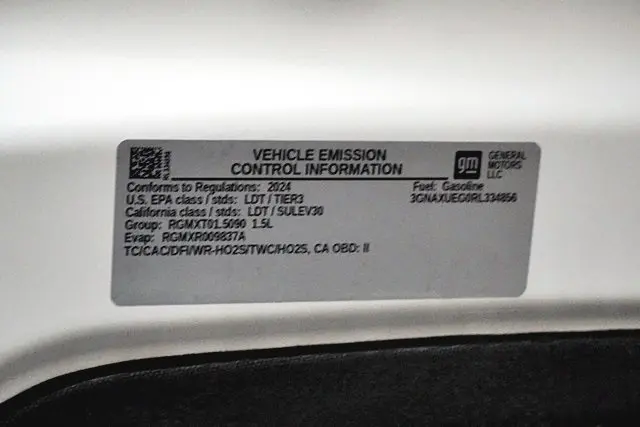 VEHICLE EMISSION
CONTROL INFORMATION
gm
GENERAL
MOTORS
LLC
Conforms to Regulations: 2024
U.S. EPA class / stds: LDT / TIER3
California class / stds: LDT / SULEV30
Group: RGMXT01.5090 1.5L
Evap: RGMXR009837A
TC/CAC/DFI/WR-HO2S/TWC/HO2S, CA OBD: II
Fuel: Gasoline
3GNAXUEG0RL334856